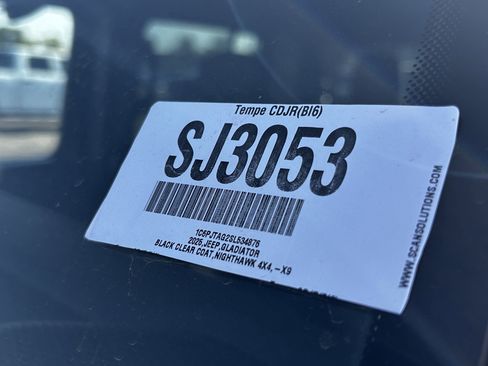 Tempe CDJR(BI6)
SJ3053
1C6PJTAG2SL534876
2025,JEEP,GLADIATOR
BLACK CLEAR COAT,NIGHTHAWK 4X4,-X9
WWW.SCANSOLUTIONS.COM